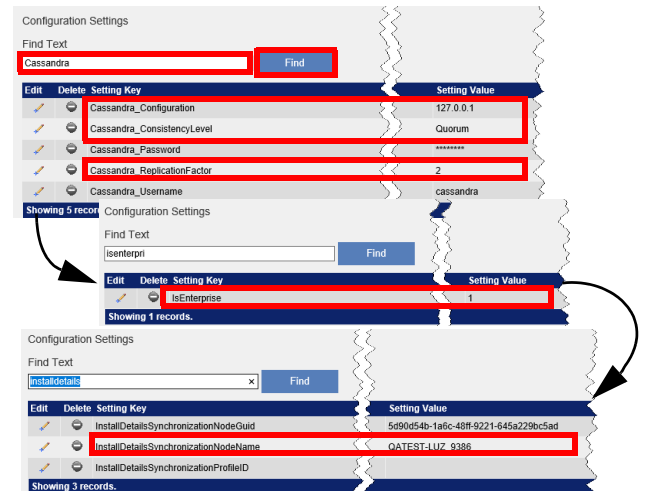 Configuration Settings
Find Text
Cassandra Find
Edit Delete Setting Key Setting Value
Cassandra_Configuration 127.0.0.1
Cassandra_ConsistencyLevel Quorum
Cassandra_Password ********
Cassandra_ReplicationFactor 2
Cassandra_Username cassandra
Showing 5 recor
Configuration Settings
Find Text
isenterpri Find
Edit Delete Setting Key Setting Value
IsEnterprise 1
Showing 1 records.
Configuration Settings
Find Text
installdetails × Find
Edit Delete Setting Key Setting Value
InstallDetailsSynchronizationNodeGuid 5d90d54b-1a6c-48ff-9221-645a229bc5ad
InstallDetailsSynchronizationNodeName QATEST-LUZ_9386
InstallDetailsSynchronizationProfileID
Showing 3 records.